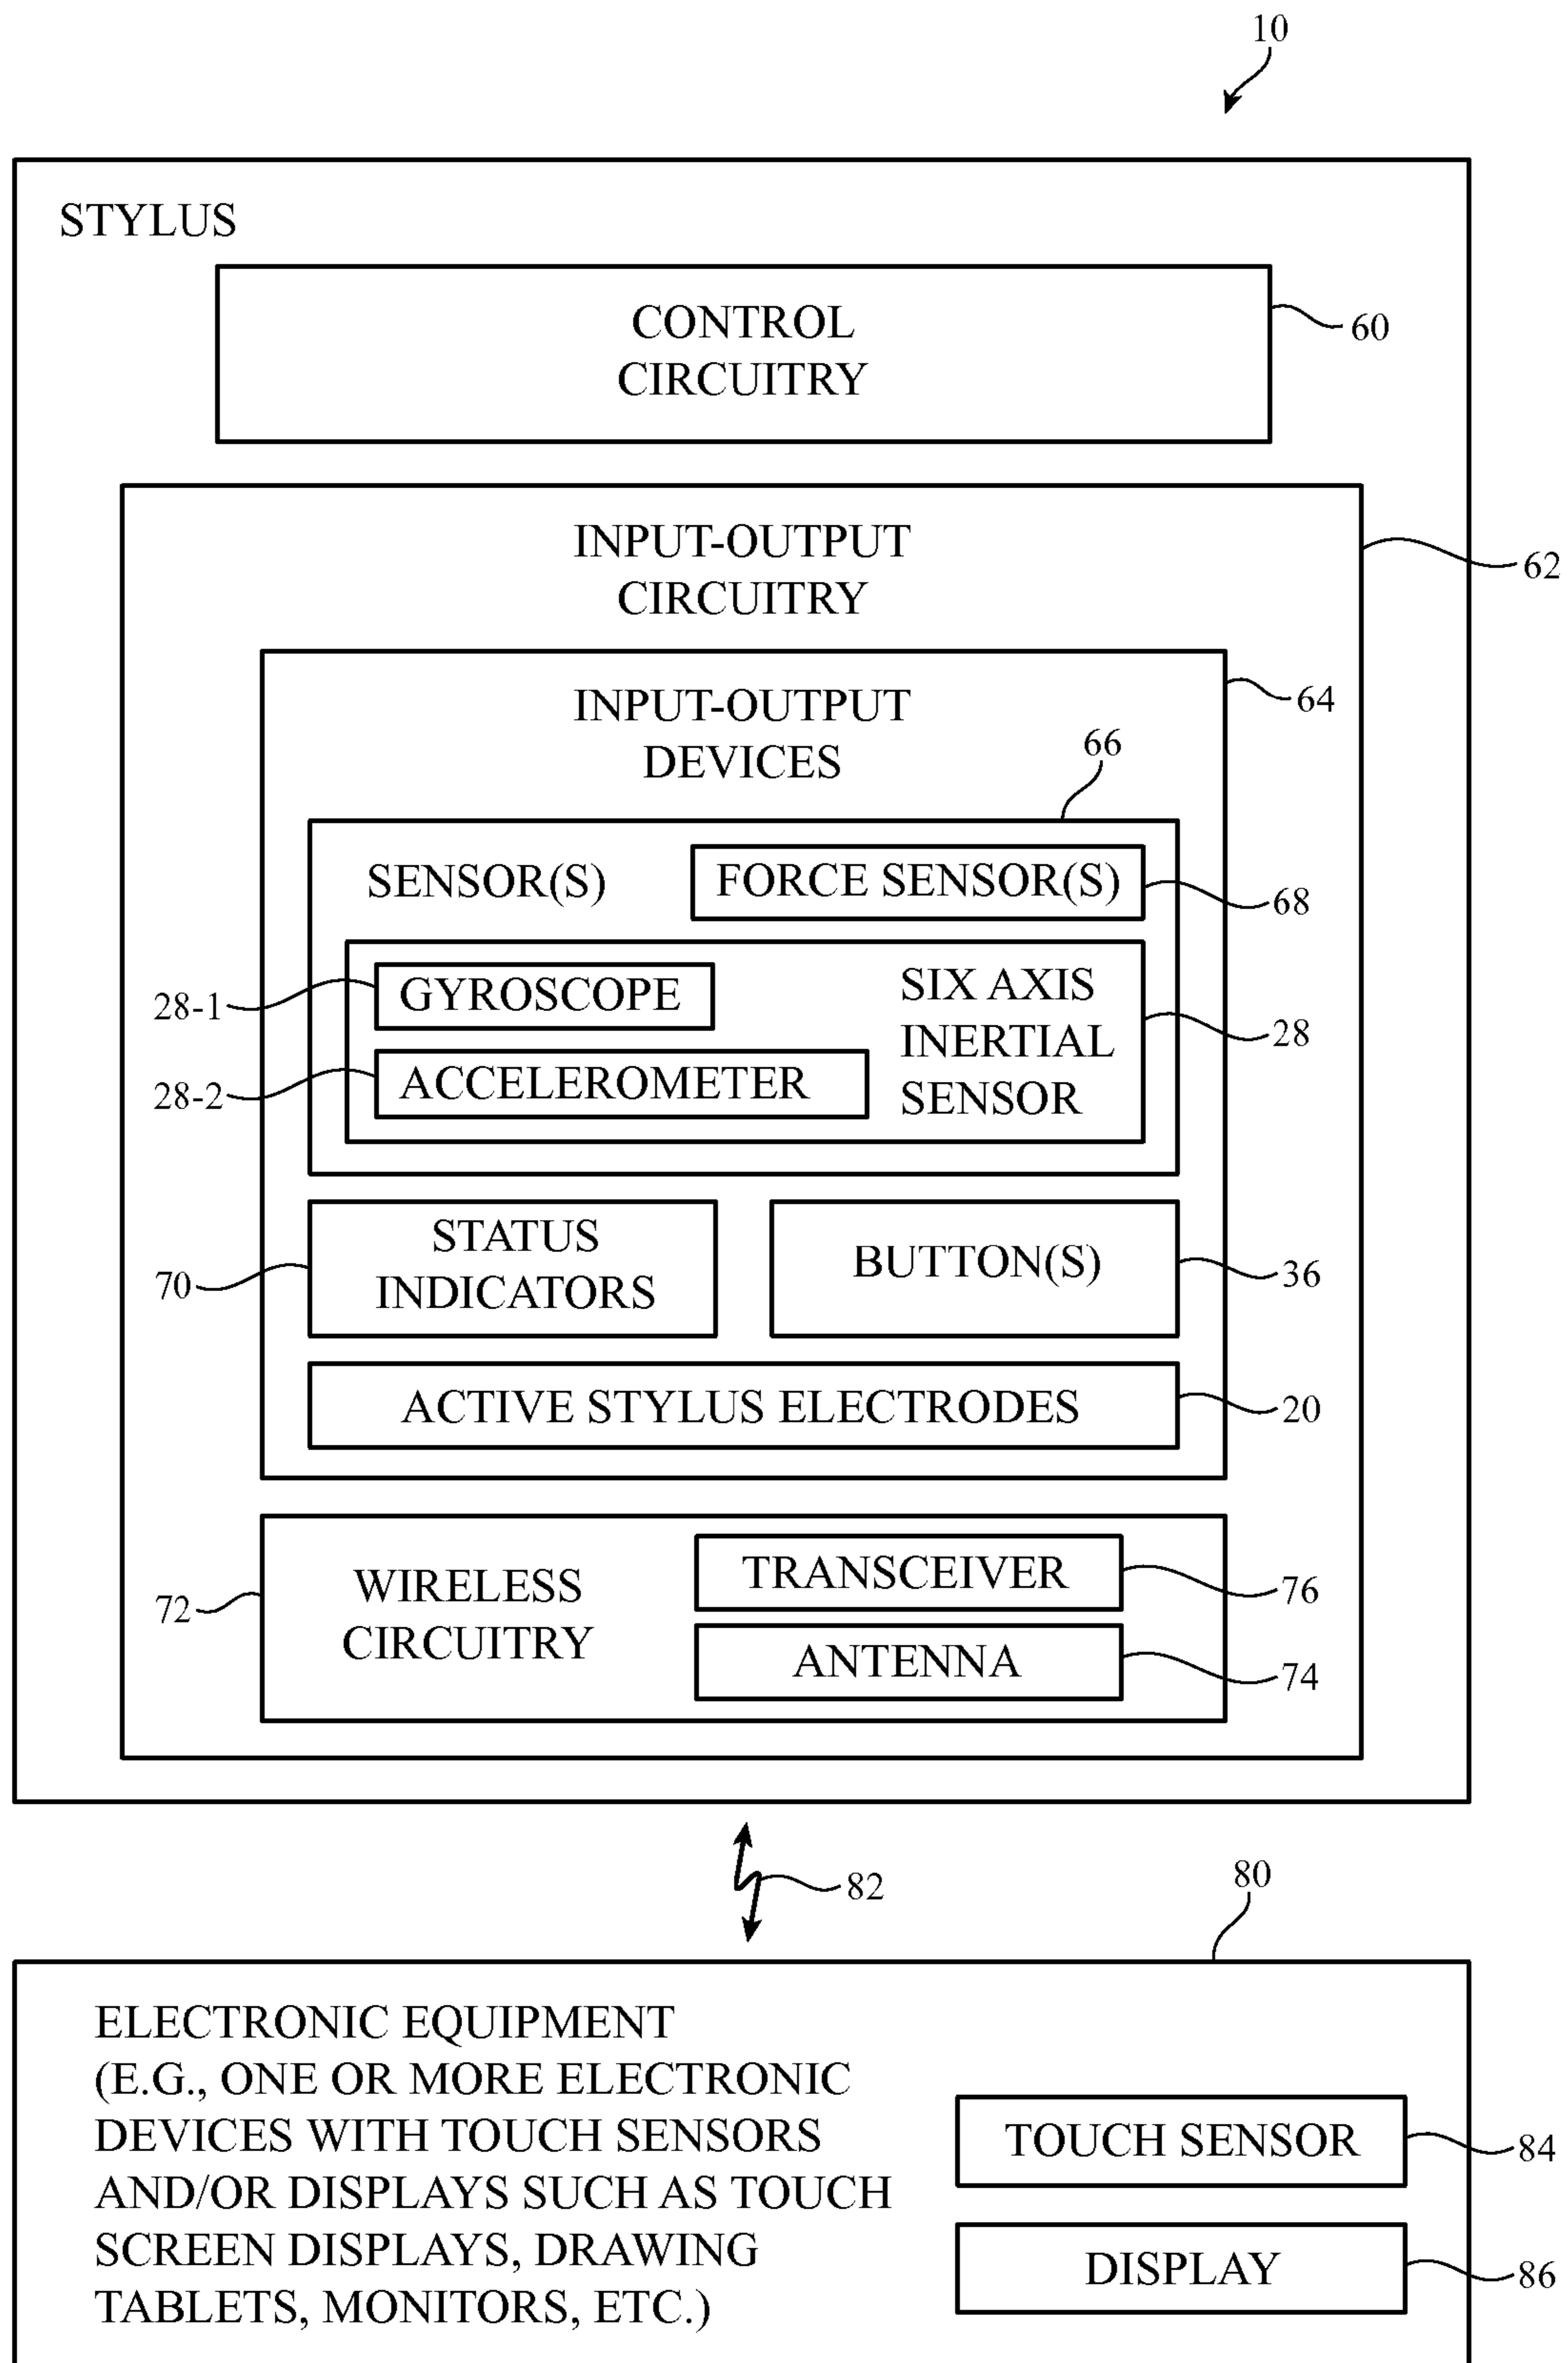 10
STYLUS
CONTROL
CIRCUITRY
60
INPUT-OUTPUT
CIRCUITRY
62
INPUT-OUTPUT
DEVICES
64
66
SENSOR(S)
FORCE SENSOR(S)
68
28-1
GYROSCOPE
28-2
ACCELEROMETER
SIX AXIS
INERTIAL
SENSOR
28
70
STATUS
INDICATORS
BUTTON(S)
36
ACTIVE STYLUS ELECTRODES
20
72
WIRELESS
CIRCUITRY
TRANSCEIVER
76
ANTENNA
74
82
80
ELECTRONIC EQUIPMENT
(E.G., ONE OR MORE ELECTRONIC
DEVICES WITH TOUCH SENSORS
AND/OR DISPLAYS SUCH AS TOUCH
SCREEN DISPLAYS, DRAWING
TABLETS, MONITORS, ETC.)
TOUCH SENSOR
84
DISPLAY
86